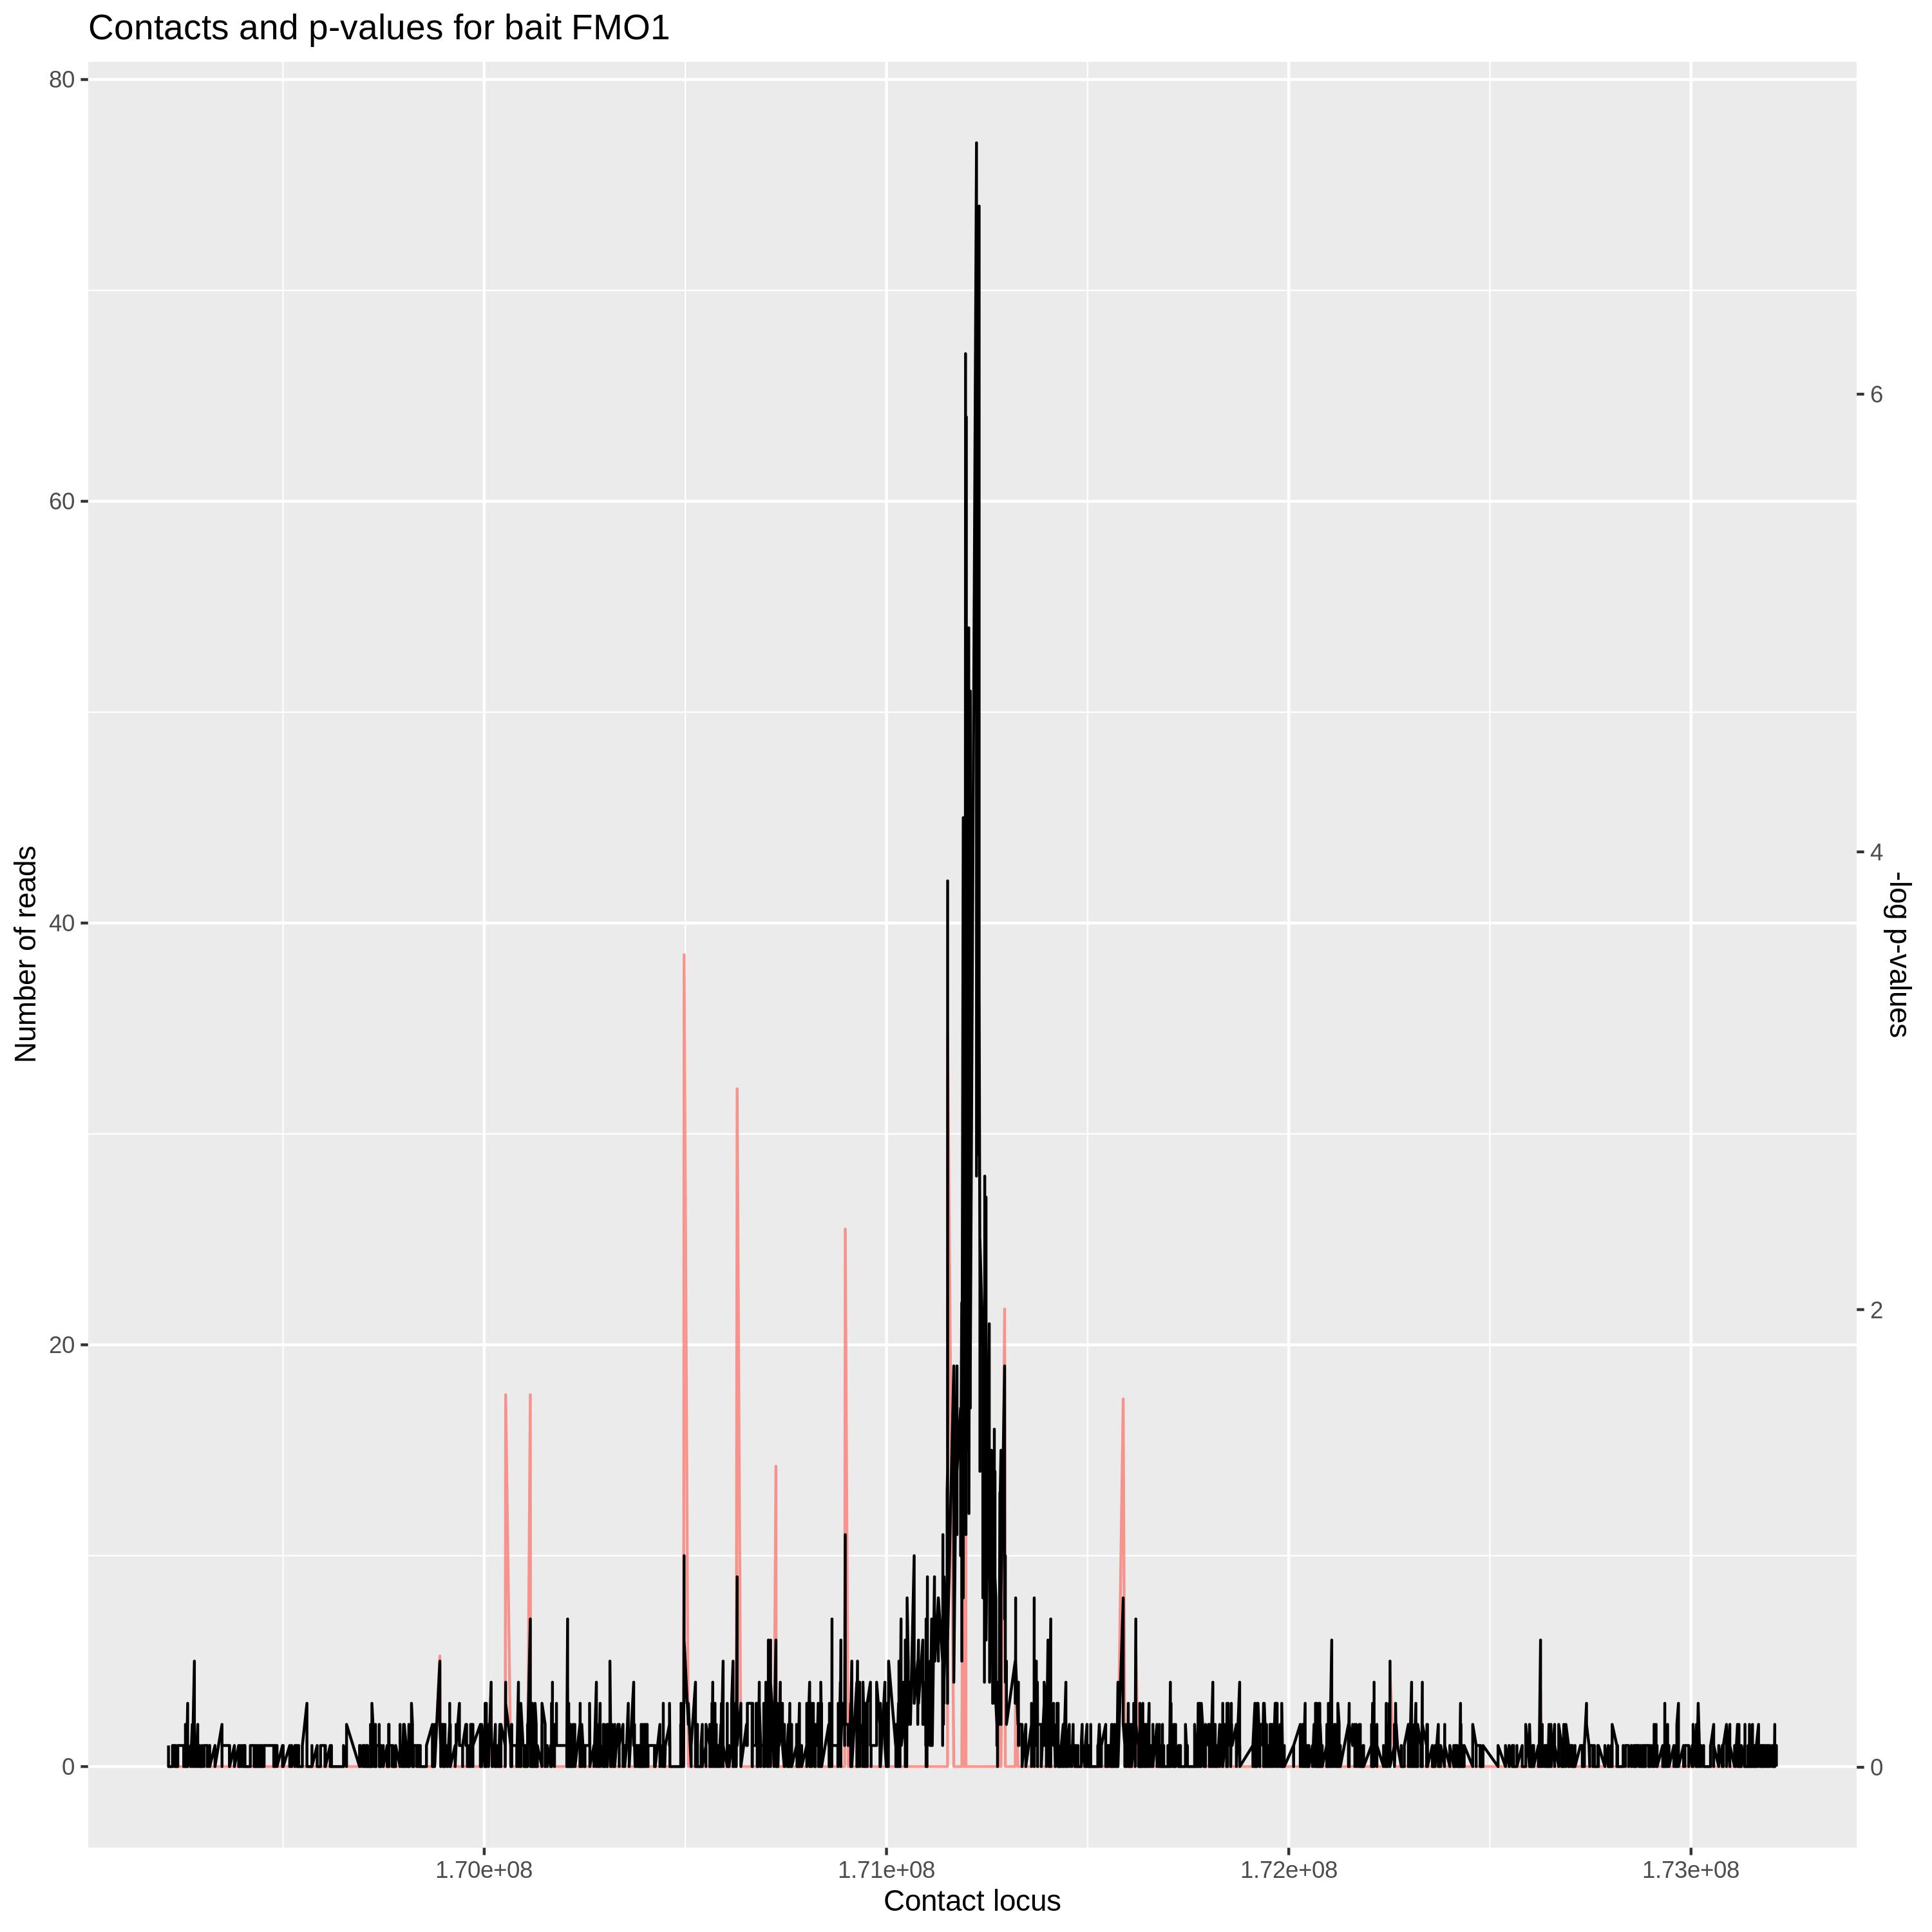 Contacts and p-values for bait FMO1
80
60
40
20
0
Number of reads
6
4
2
0
-log p-values
1.70e+08
1.71e+08
1.72e+08
1.73e+08
Contact locus